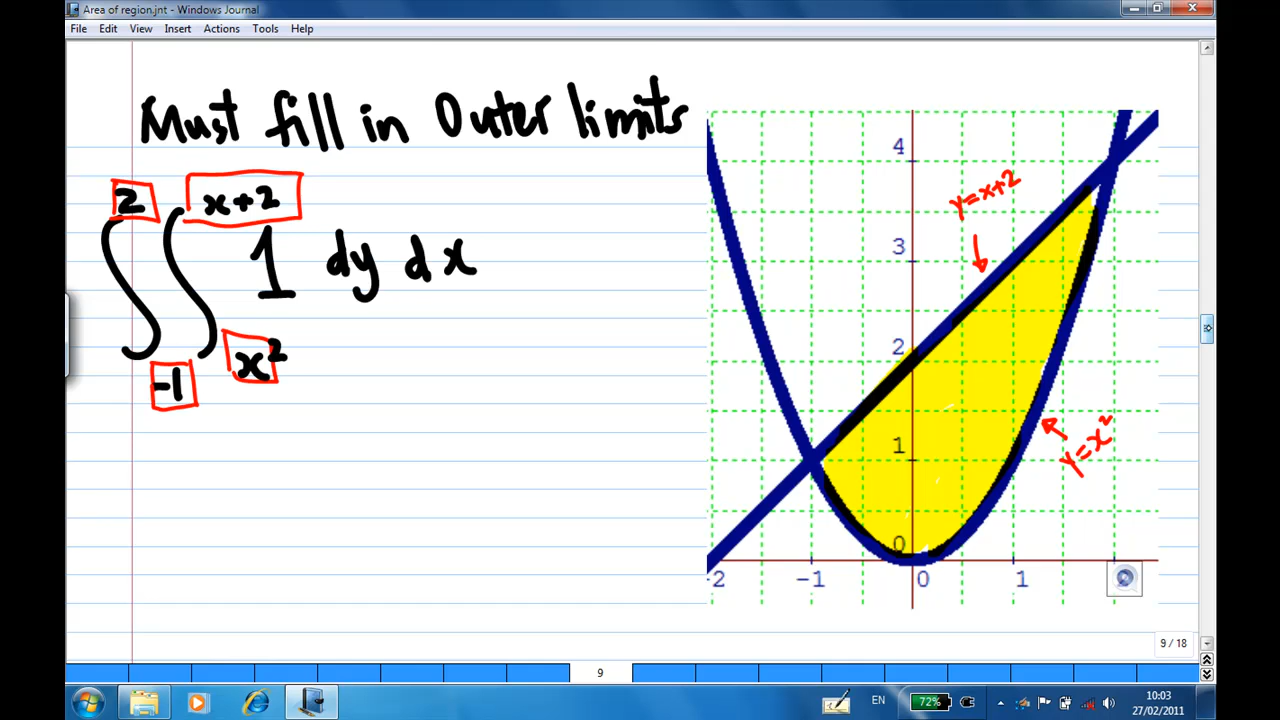 Area of region.jnt - Windows Journal
File Edit View Insert Actions Tools Help
Must fill in Outer limits
2 x+2
∫ ∫ 1 dy dx
-1 x²
y=x+2
y=x²
4
3
2
1
0
-2 -1 0 1
9 / 18
9
EN 72% 10:03
27/02/2011